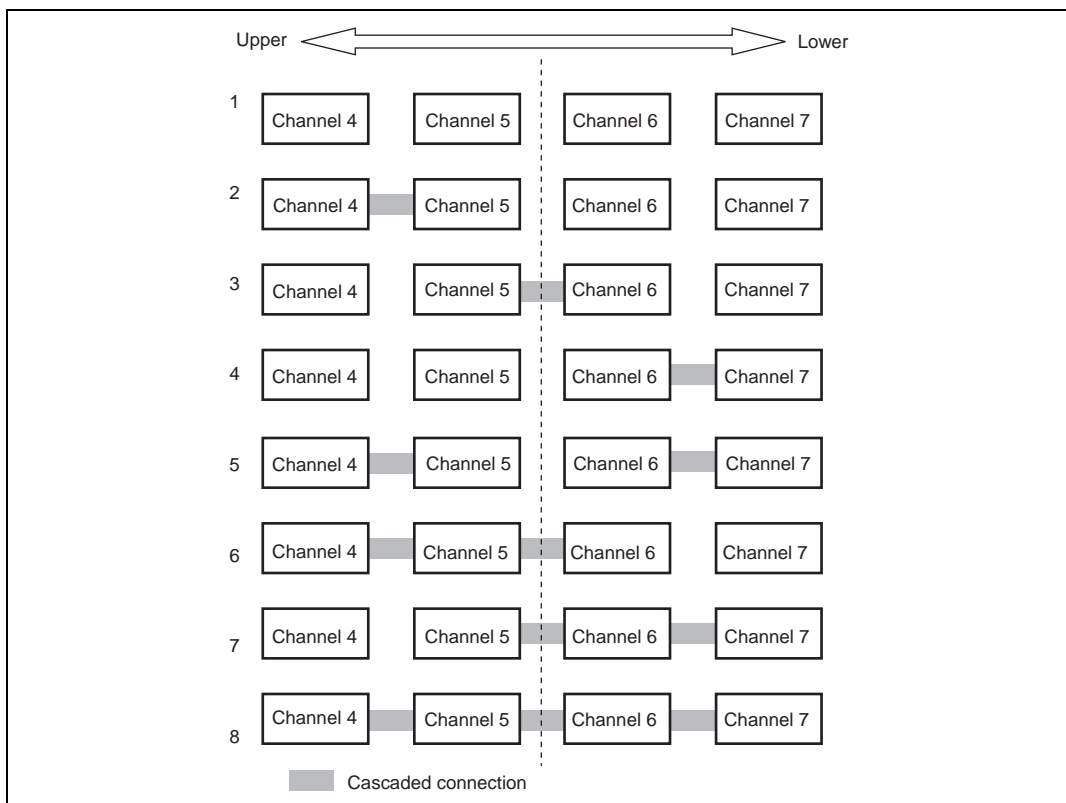 Upper Lower
1 Channel 4 Channel 5 Channel 6 Channel 7
2 Channel 4 Channel 5 Channel 6 Channel 7
3 Channel 4 Channel 5 Channel 6 Channel 7
4 Channel 4 Channel 5 Channel 6 Channel 7
5 Channel 4 Channel 5 Channel 6 Channel 7
6 Channel 4 Channel 5 Channel 6 Channel 7
7 Channel 4 Channel 5 Channel 6 Channel 7
8 Channel 4 Channel 5 Channel 6 Channel 7
Cascaded connection